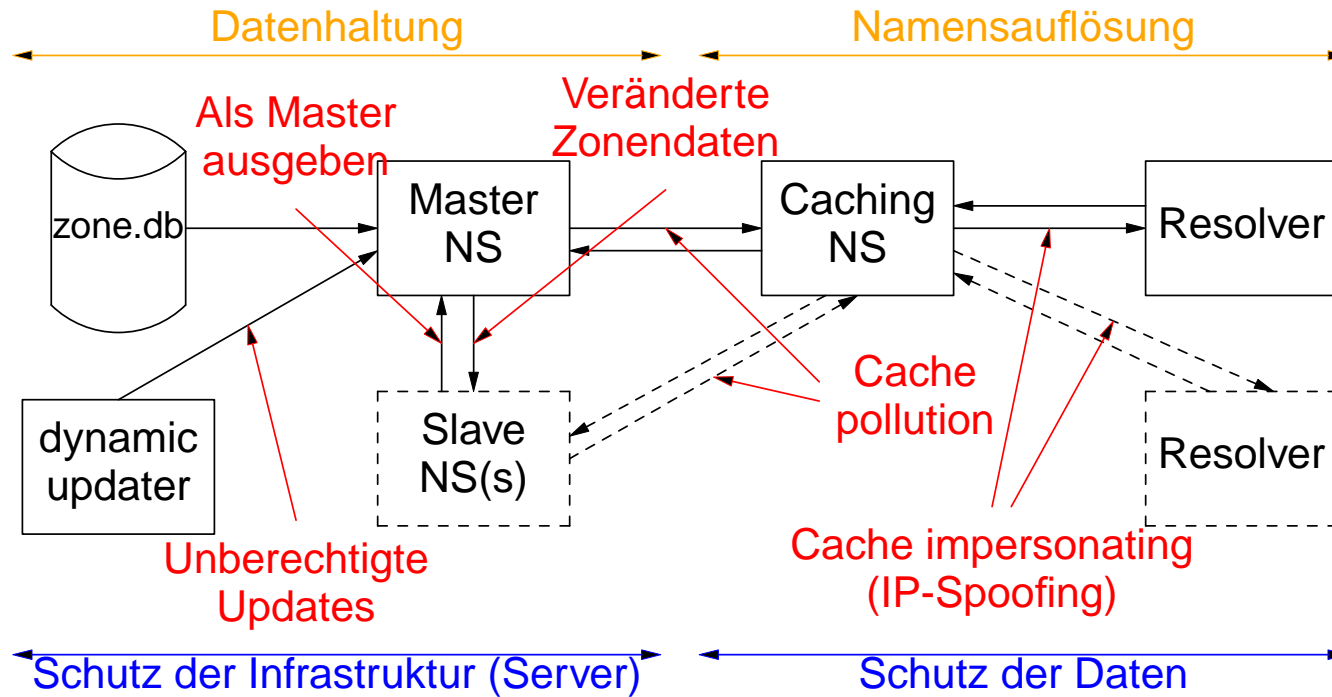 Datenhaltung
Namensauflösung
Als Master
ausgeben
Veränderte
Zonendaten
zone.db
Master
NS
Caching
NS
Resolver
dynamic
updater
Slave
NS(s)
Cache
pollution
Resolver
Unberechtigte
Updates
Cache impersonating
(IP-Spoofing)
Schutz der Infrastruktur (Server)
Schutz der Daten